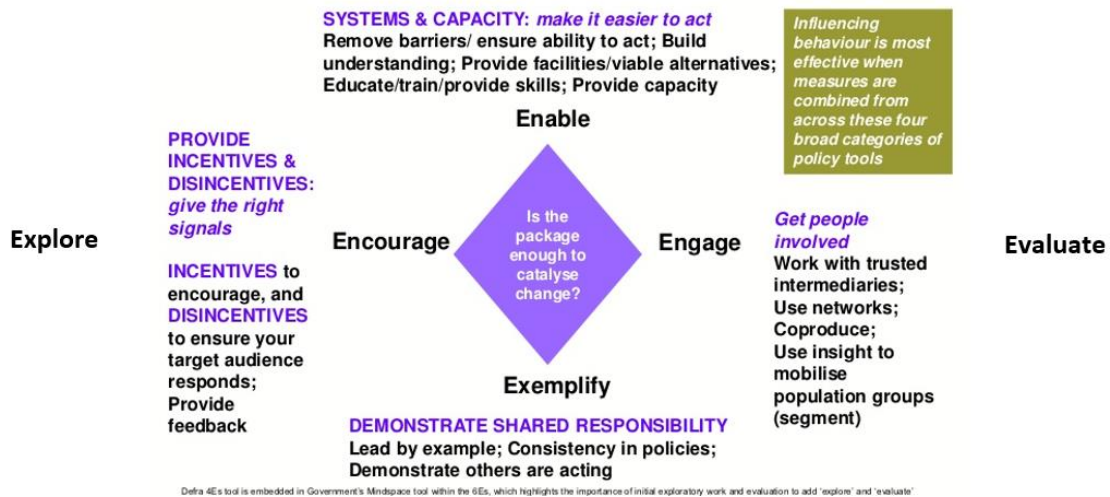 SYSTEMS & CAPACITY: make it easier to act
Remove barriers/ ensure ability to act; Build
understanding; Provide facilities/viable alternatives;
Educate/train/provide skills; Provide capacity
Influencing
behaviour is most
effective when
measures are
combined from
across these four
broad categories of
policy tools
Enable
PROVIDE
INCENTIVES &
DISINCENTIVES:
give the right
signals
INCENTIVES to
encourage, and
DISINCENTIVES
to ensure your
target audience
responds;
Provide
feedback
Explore
Encourage
Is the
package
enough to
catalyse
change?
Engage
Get people
involved
Work with trusted
intermediaries;
Use networks;
Coproduce;
Use insight to
mobilise
population groups
(segment)
Evaluate
Exemplify
DEMONSTRATE SHARED RESPONSIBILITY
Lead by example; Consistency in policies;
Demonstrate others are acting
Defra 4Es tool is embedded in Government's Mindspace tool within the 6Es, which highlights the importance of initial exploratory work and evaluation to add 'explore' and 'evaluate'